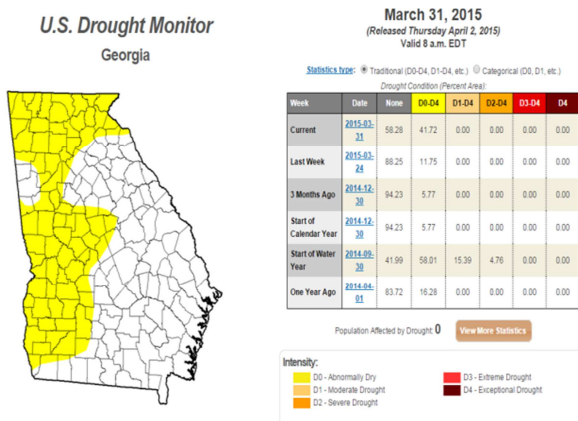 U.S. Drought Monitor
Georgia
March 31, 2015
(Released Thursday April 2, 2015)
Valid 8 a.m. EDT
Statistics type: Traditional (D0-D4, D1-D4, etc.) Categorical (D0, D1, etc.)
Drought Condition (Percent Area):
Week Date None D0-D4 D1-D4 D2-D4 D3-D4 D4
Current 2015-03-31 58.28 41.72 0.00 0.00 0.00 0.00
Last Week 2015-03-24 88.25 11.75 0.00 0.00 0.00 0.00
3 Months Ago 2014-12-30 94.23 5.77 0.00 0.00 0.00 0.00
Start of Calendar Year 2014-12-30 94.23 5.77 0.00 0.00 0.00 0.00
Start of Water Year 2014-09-30 41.99 58.01 15.39 4.76 0.00 0.00
One Year Ago 2014-04-01 83.72 16.28 0.00 0.00 0.00 0.00
Population Affected by Drought: 0 View More Statistics
Intensity:
D0 - Abnormally Dry D3 - Extreme Drought
D1 - Moderate Drought D4 - Exceptional Drought
D2 - Severe Drought